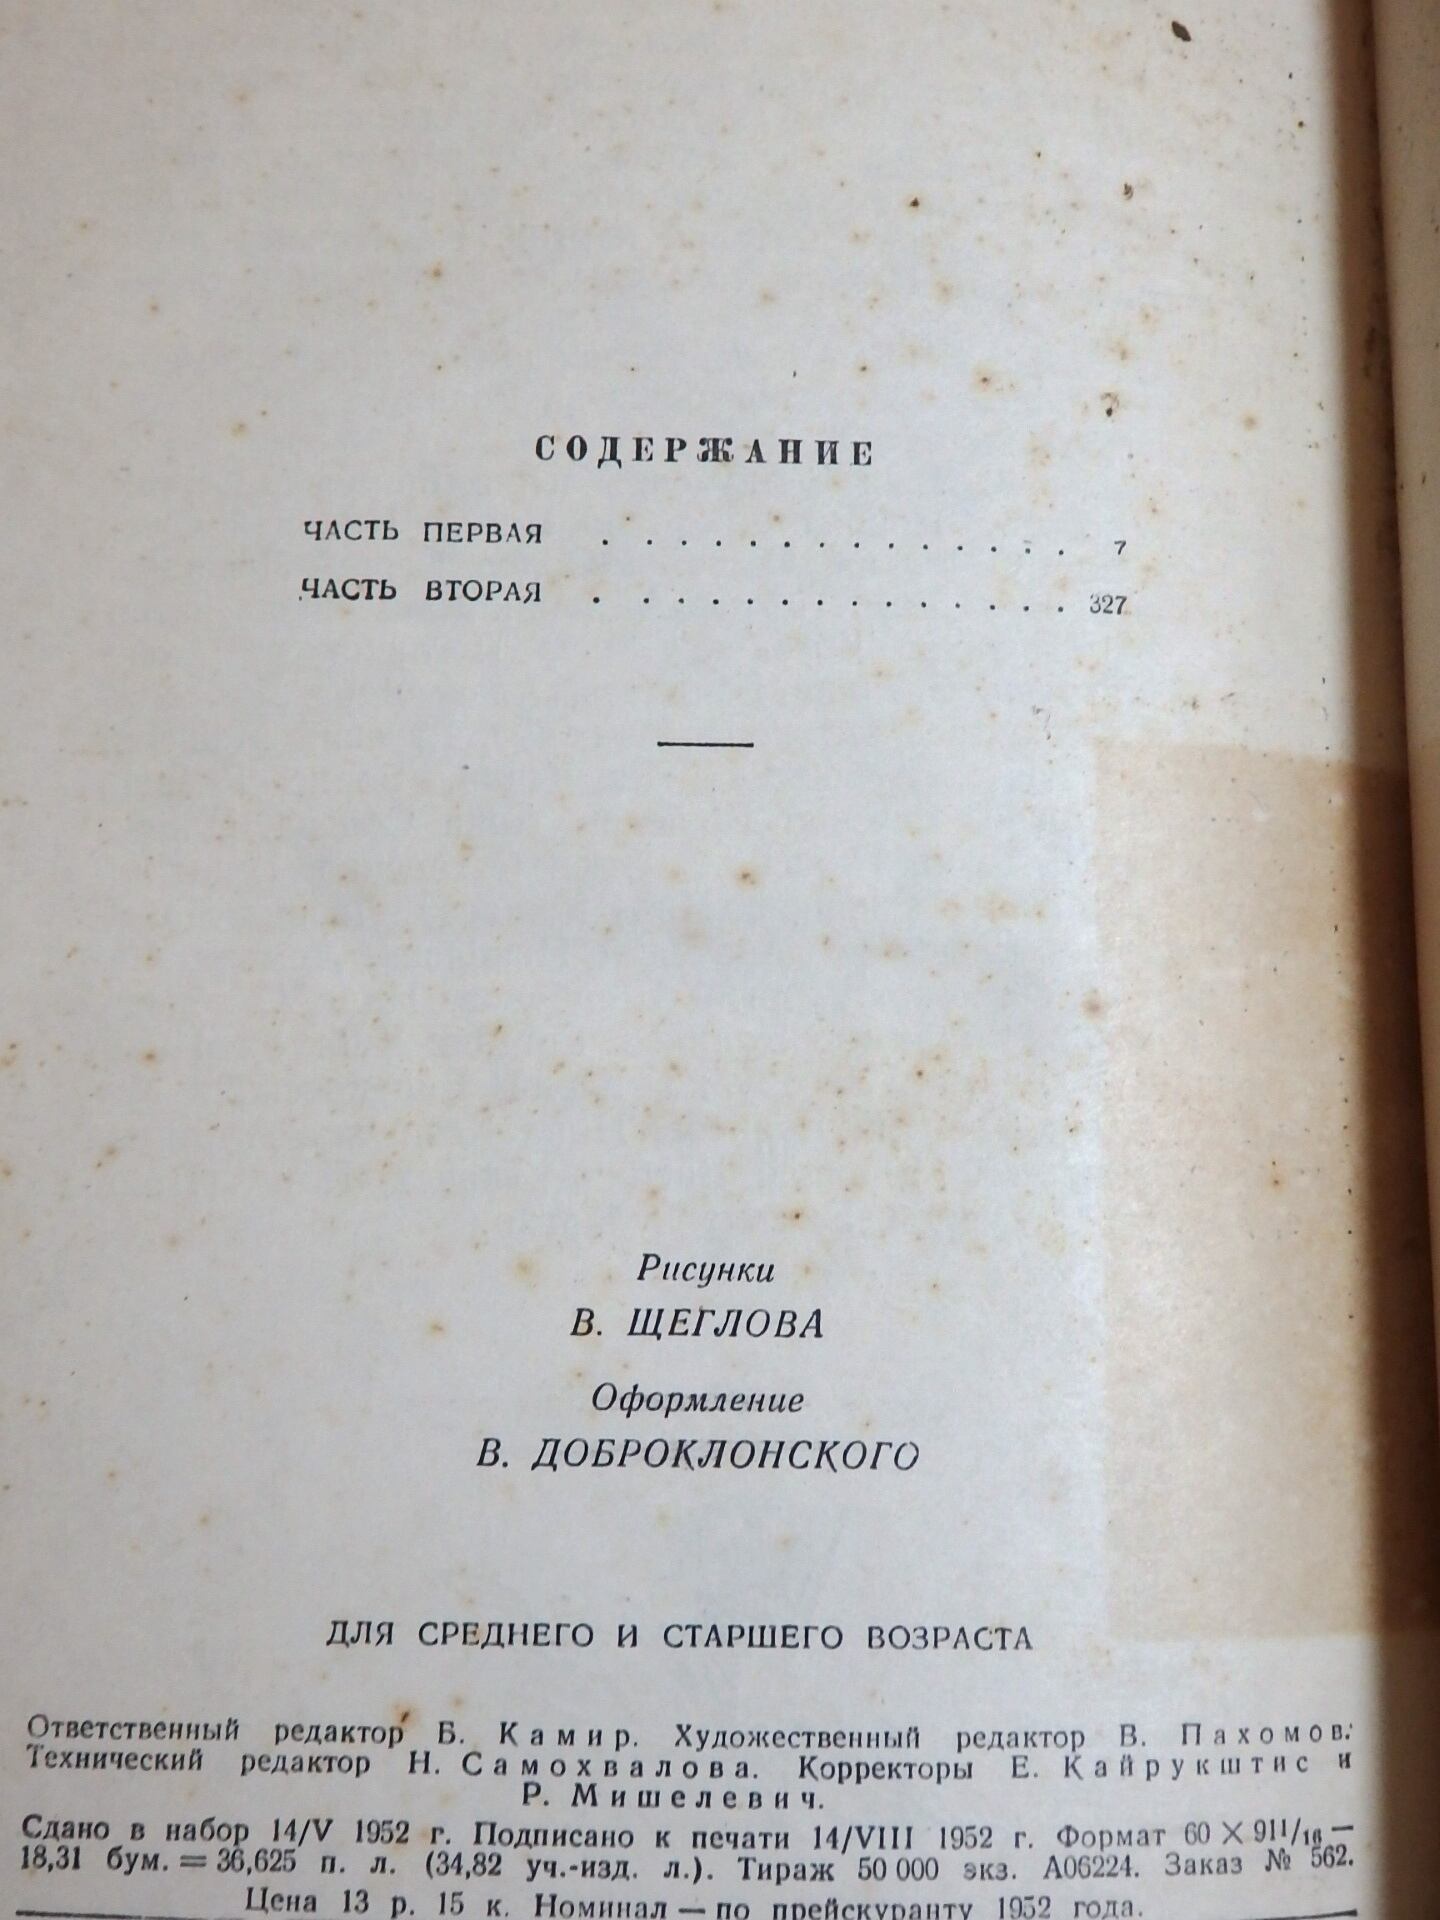 СОДЕРЖАНИЕ
ЧАСТЬ ПЕРВАЯ . . . . . . . . . . . . . . 7
ЧАСТЬ ВТОРАЯ . . . . . . . . . . . . . . 327
Рисунки
В. ЩЕГЛОВА
Оформление
В. ДОБРОКЛОНСКОГО
ДЛЯ СРЕДНЕГО И СТАРШЕГО ВОЗРАСТА
Ответственный редактор Б. Камир. Художественный редактор В. Пахомов.
Технический редактор Н. Самохвалова. Корректоры Е. Кайрукштис и
Р. Мишелевич.
Сдано в набор 14/V 1952 г. Подписано к печати 14/VIII 1952 г. Формат 60 X 91¹/₁₆ —
18,31 бум. = 36,625 п. л. (34,82 уч.-изд. л.). Тираж 50 000 экз. А06224. Заказ № 562.
Цена 13 р. 15 к. Номинал — по прейскуранту 1952 года.